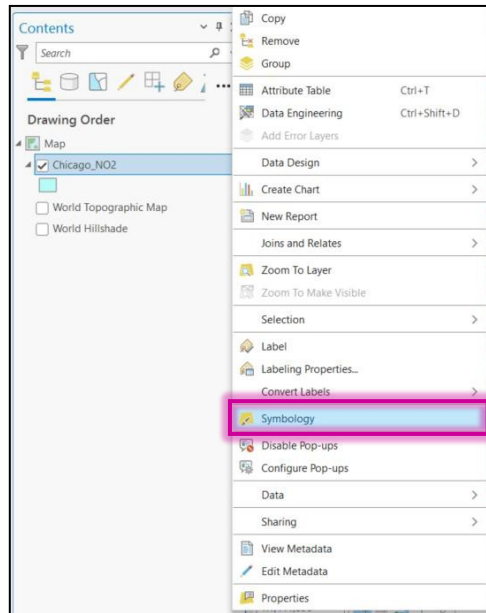 Contents
Search
Drawing Order
Map
Chicago_NO2
World Topographic Map
World Hillshade
Copy
Remove
Group
Attribute Table Ctrl+T
Data Engineering Ctrl+Shift+D
Add Error Layers
Data Design
Create Chart
New Report
Joins and Relates
Zoom To Layer
Zoom To Make Visible
Selection
Label
Labeling Properties...
Convert Labels
Symbology
Disable Pop-ups
Configure Pop-ups
Data
Sharing
View Metadata
Edit Metadata
Properties